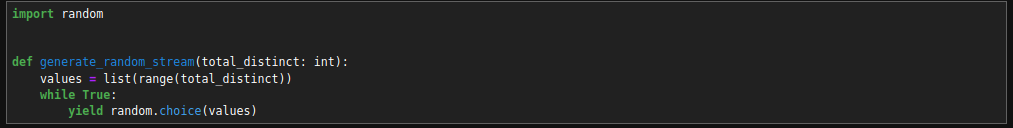 import random
def generate_random_stream(total_distinct: int):
    values = list(range(total_distinct))
    while True:
        yield random.choice(values)